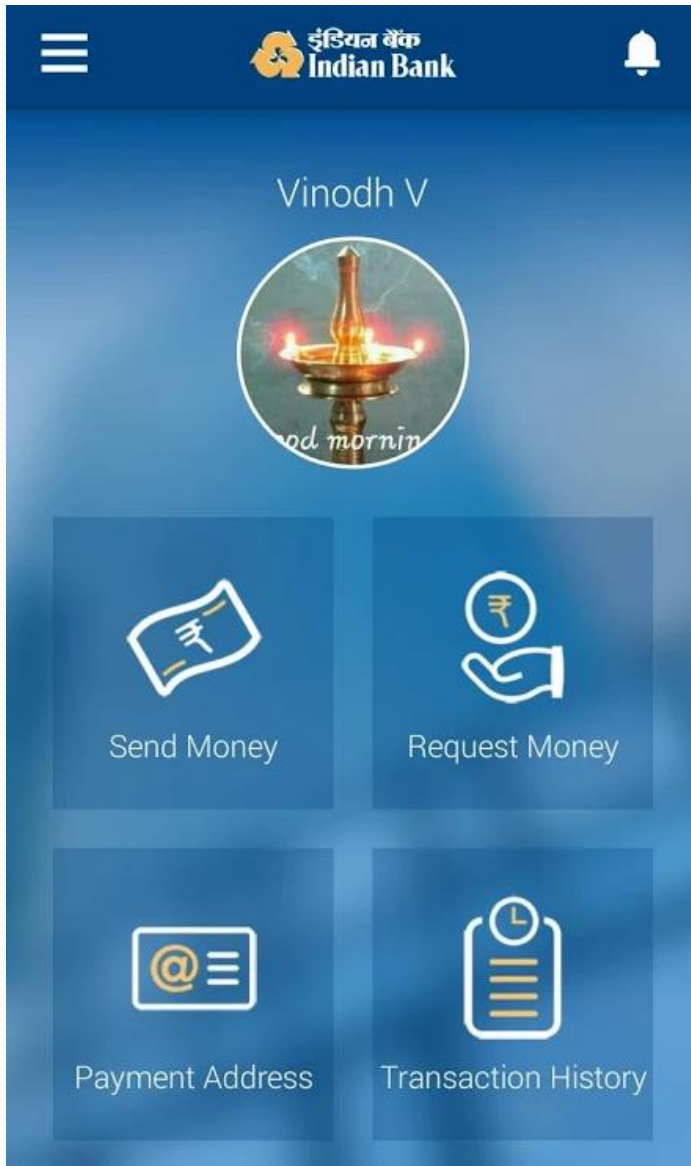 इंडियन बैंक
Indian Bank
Vinodh V
Send Money
Request Money
Payment Address
Transaction History